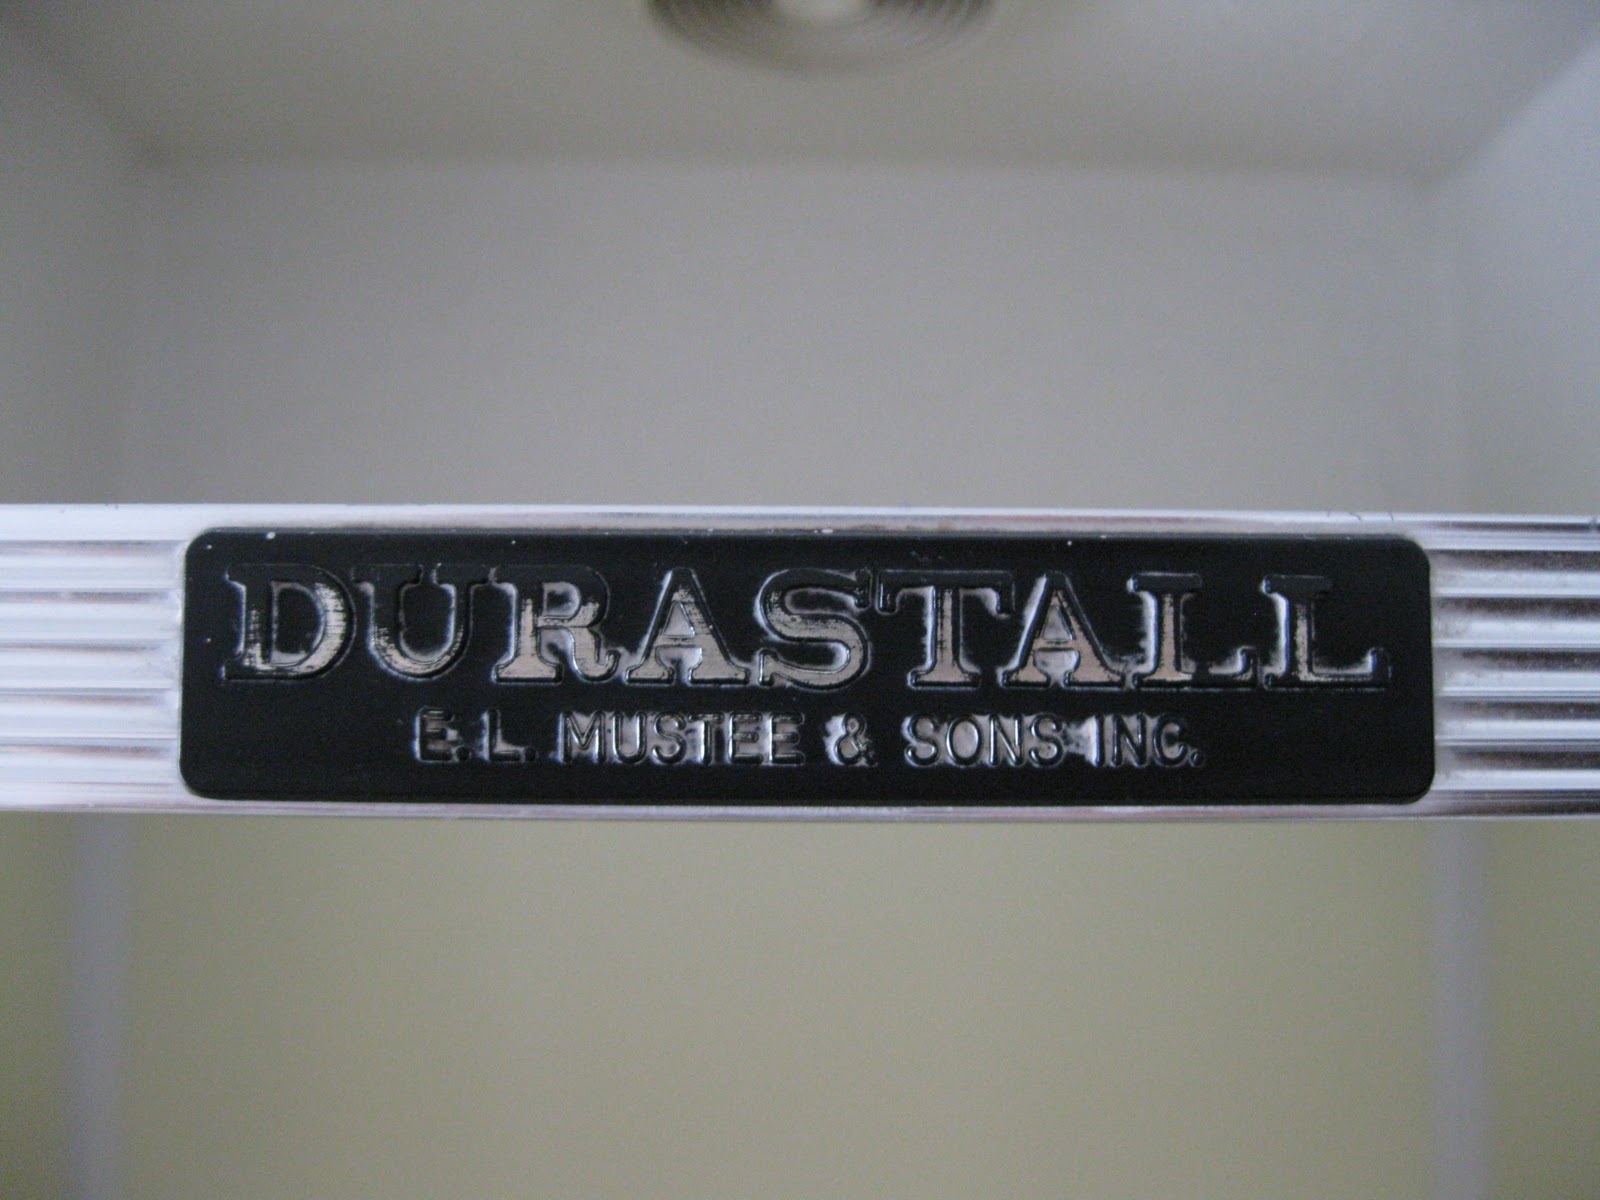 DURASTALL
E.L. MUSTEE & SONS INC.